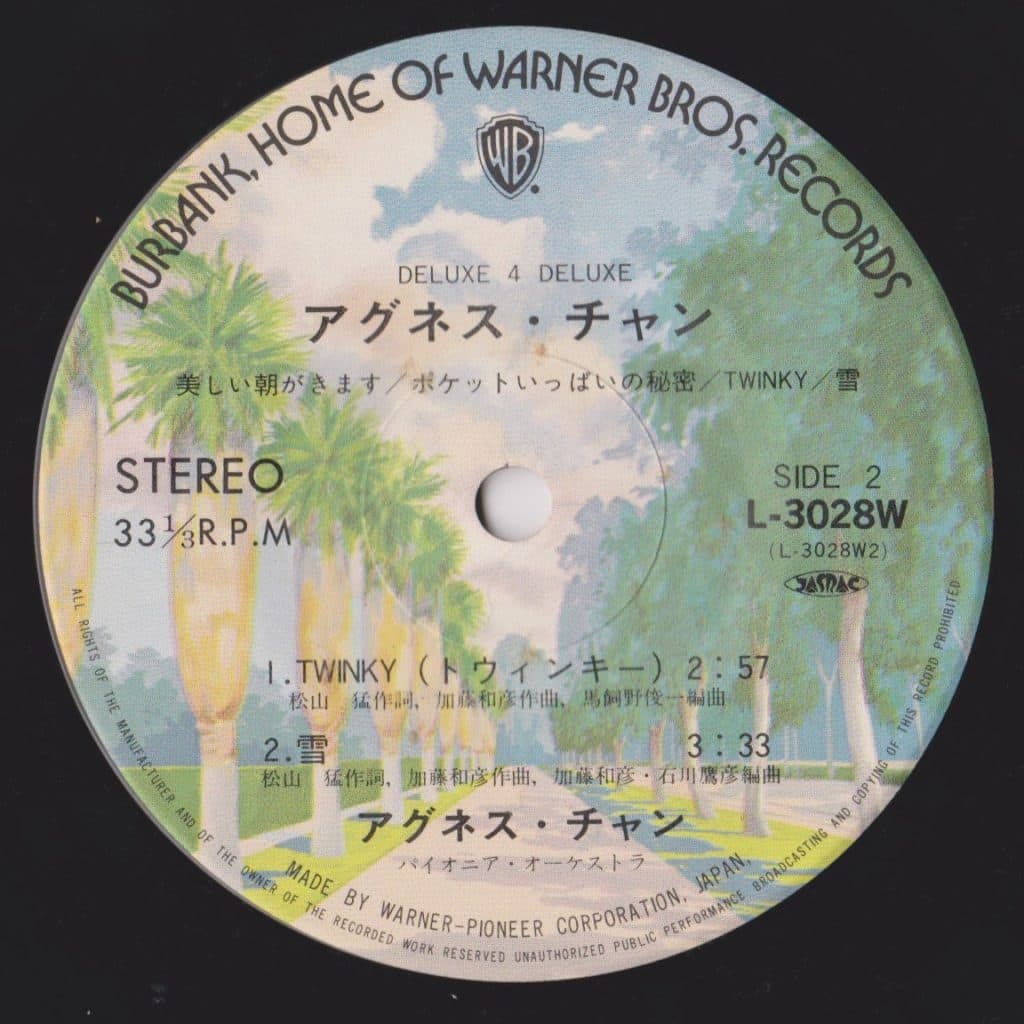 BURBANK, HOME OF WARNER BROS. RECORDS
WB
DELUXE 4 DELUXE
アグネス・チャン
美しい朝がきます/ポケットいっぱいの秘密/TWINKY/雪
STEREO
33⅓R.P.M
SIDE 2
L-3028W
(L-3028W2)
JASRAC
1.TWINKY(トウィンキー)2:57
松山 猛作詞, 加藤和彦作曲, 馬飼野俊一編曲
2.雪 3:33
松山 猛作詞, 加藤和彦作曲, 加藤和彦・石川鷹彦編曲
アグネス・チャン
パイオニア・オーケストラ
MADE BY WARNER-PIONEER CORPORATION, JAPAN.
ALL RIGHTS OF THE MANUFACTURER AND OF THE OWNER OF THE RECORDED WORK RESERVED UNAUTHORIZED PUBLIC PERFORMANCE BROADCASTING AND COPYING OF THIS RECORD PROHIBITED